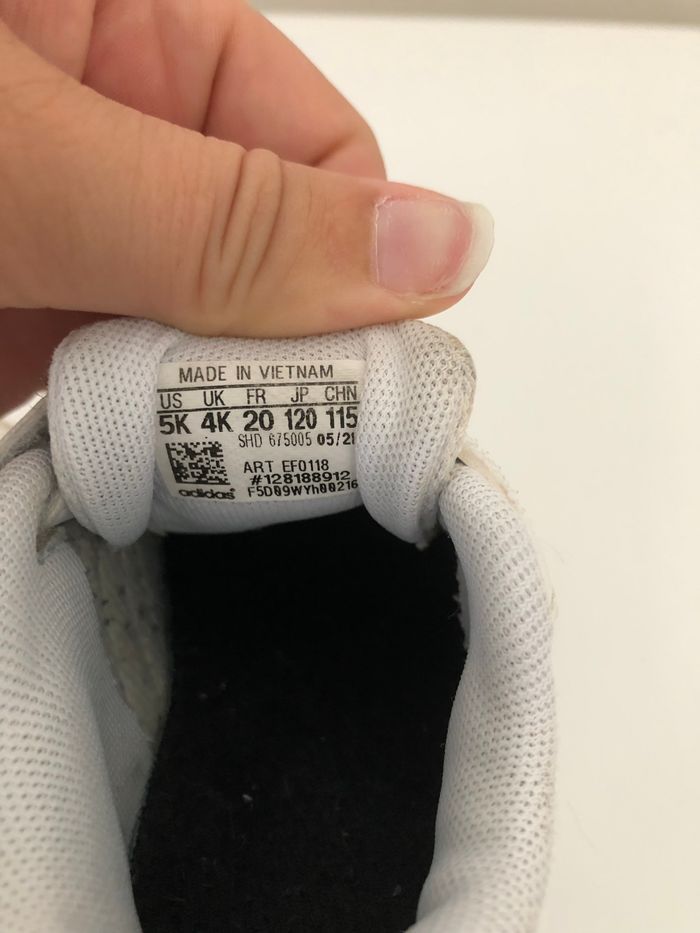 MADE IN VIETNAM
US UK FR JP CHN
5K 4K 20 120 115
SHD 675005 05/21
ART EF0118
#128188912
adidas F5D09WYh00216